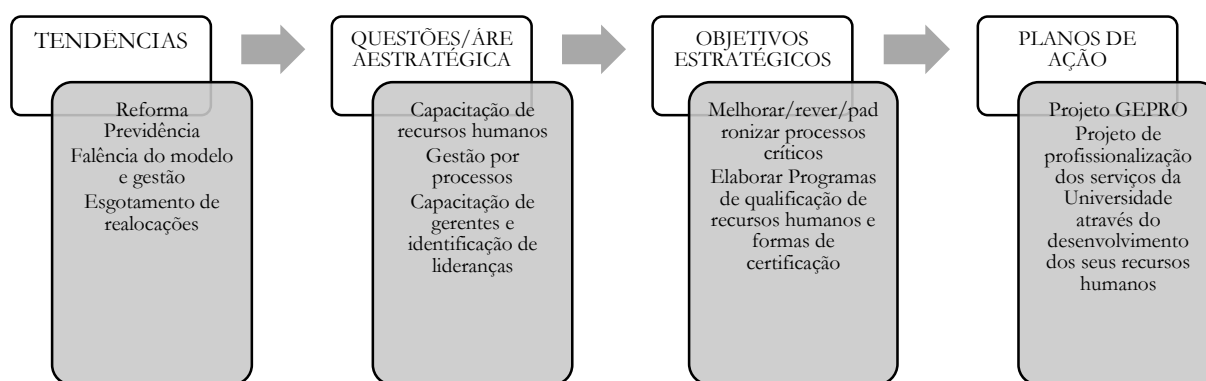 TENDÊNCIAS
Reforma
Previdência
Falência do modelo
e gestão
Esgotamento de
realocações
QUESTÕES/ÁRE
AESTRATÉGICA
Capacitação de
recursos humanos
Gestão por
processos
Capacitação de
gerentes e
identificação de
lideranças
OBJETIVOS
ESTRATÉGICOS
Melhorar/rever/pad
ronizar processos
críticos
Elaborar Programas
de qualificação de
recursos humanos e
formas de
certificação
PLANOS DE
AÇÃO
Projeto GEPRO
Projeto de
profissionalização
dos serviços da
Universidade
através do
desenvolvimento
dos seus recursos
humanos